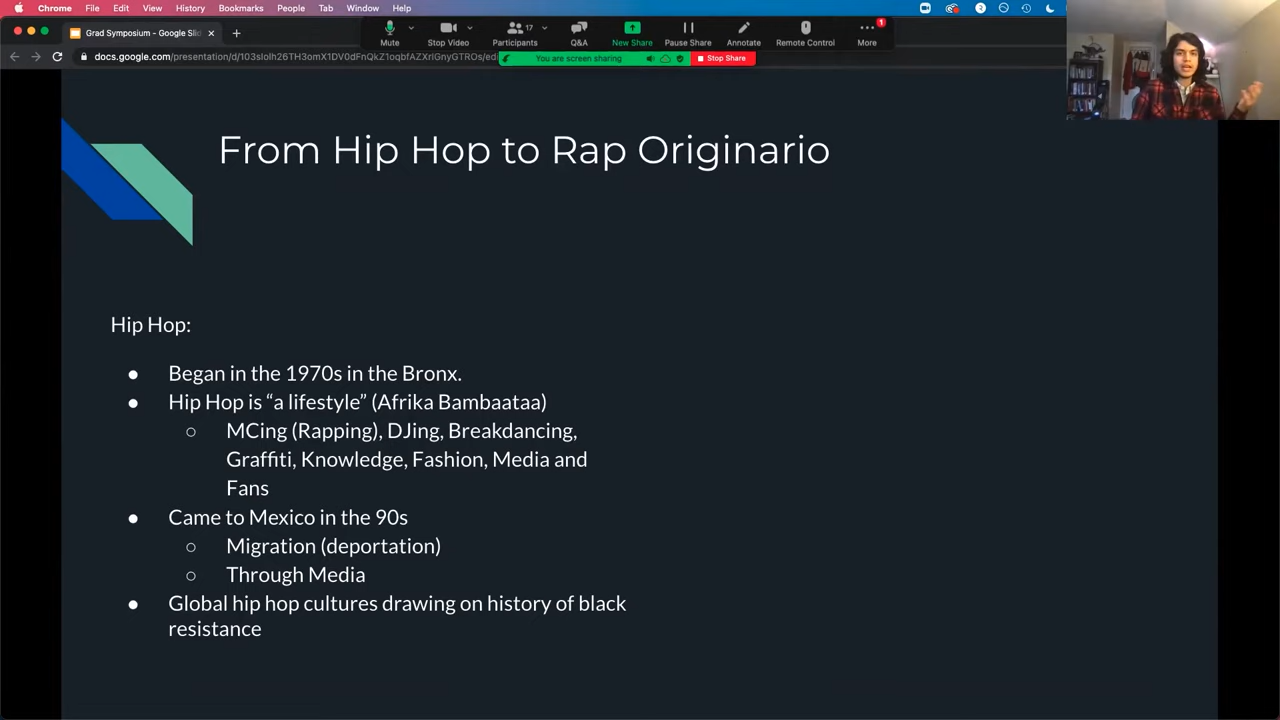 Chrome File Edit View History Bookmarks People Tab Window Help
Grad Symposium - Google Slid
Mute Stop Video Participants 17 Q&A New Share Pause Share Annotate Remote Control More 1
You are screen sharing Stop Share
From Hip Hop to Rap Originario
Hip Hop:
● Began in the 1970s in the Bronx.
● Hip Hop is “a lifestyle” (Afrika Bambaataa)
○ MCing (Rapping), DJing, Breakdancing,
Graffiti, Knowledge, Fashion, Media and
Fans
● Came to Mexico in the 90s
○ Migration (deportation)
○ Through Media
● Global hip hop cultures drawing on history of black
resistance